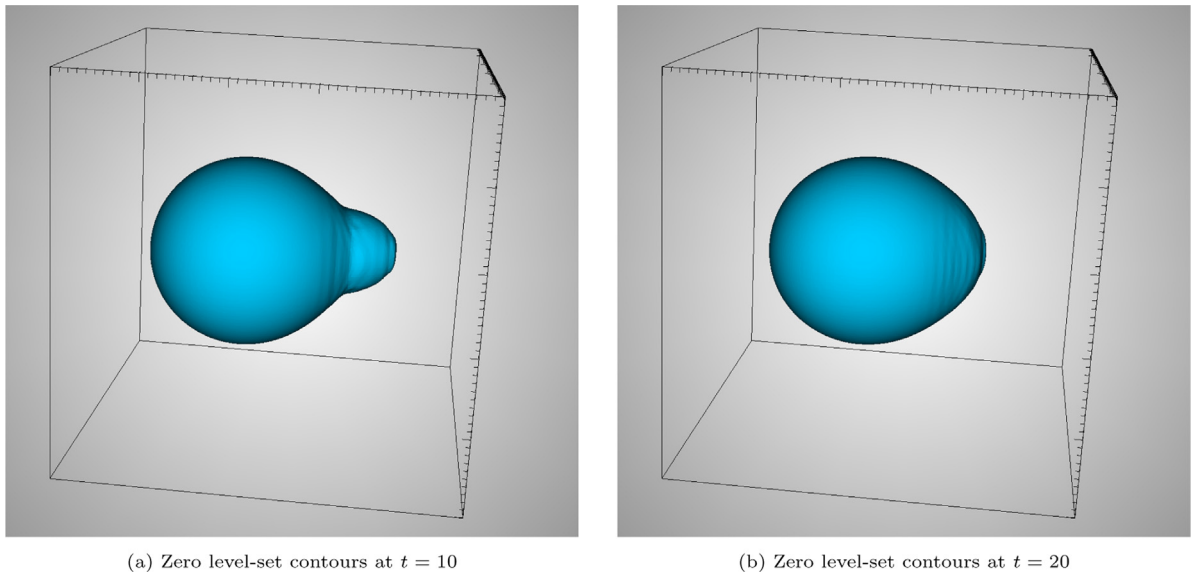 (a) Zero level-set contours at t = 10
(b) Zero level-set contours at t = 20